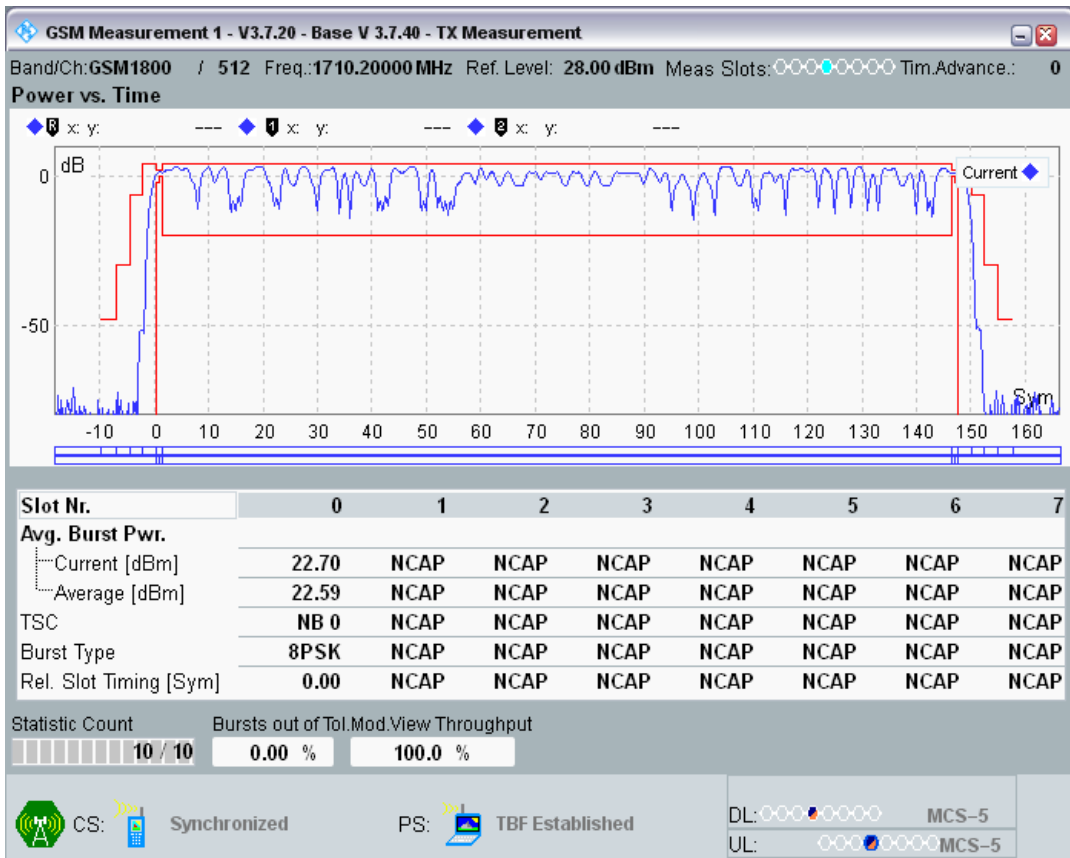 GSM Measurement 1 - V3.7.20 - Base V 3.7.40 - TX Measurement
Band/Ch:GSM1800 / 512 Freq.:1710.20000 MHz Ref. Level: 28.00 dBm Meas Slots: Tim.Advance.: 0
Power vs. Time
R x: y: --- 1 x: y: --- 2 x: y: ---
dB
Current
0
-50
Sym
-10 0 10 20 30 40 50 60 70 80 90 100 110 120 130 140 150 160
Slot Nr. 0 1 2 3 4 5 6 7
Avg. Burst Pwr.
Current [dBm] 22.70 NCAP NCAP NCAP NCAP NCAP NCAP NCAP
Average [dBm] 22.59 NCAP NCAP NCAP NCAP NCAP NCAP NCAP
TSC NB 0 NCAP NCAP NCAP NCAP NCAP NCAP NCAP
Burst Type 8PSK NCAP NCAP NCAP NCAP NCAP NCAP NCAP
Rel. Slot Timing [Sym] 0.00 NCAP NCAP NCAP NCAP NCAP NCAP NCAP
Statistic Count Bursts out of Tol.Mod.View Throughput
10 / 10 0.00 % 100.0 %
CS: Synchronized PS: TBF Established
DL: MCS-5
UL: MCS-5